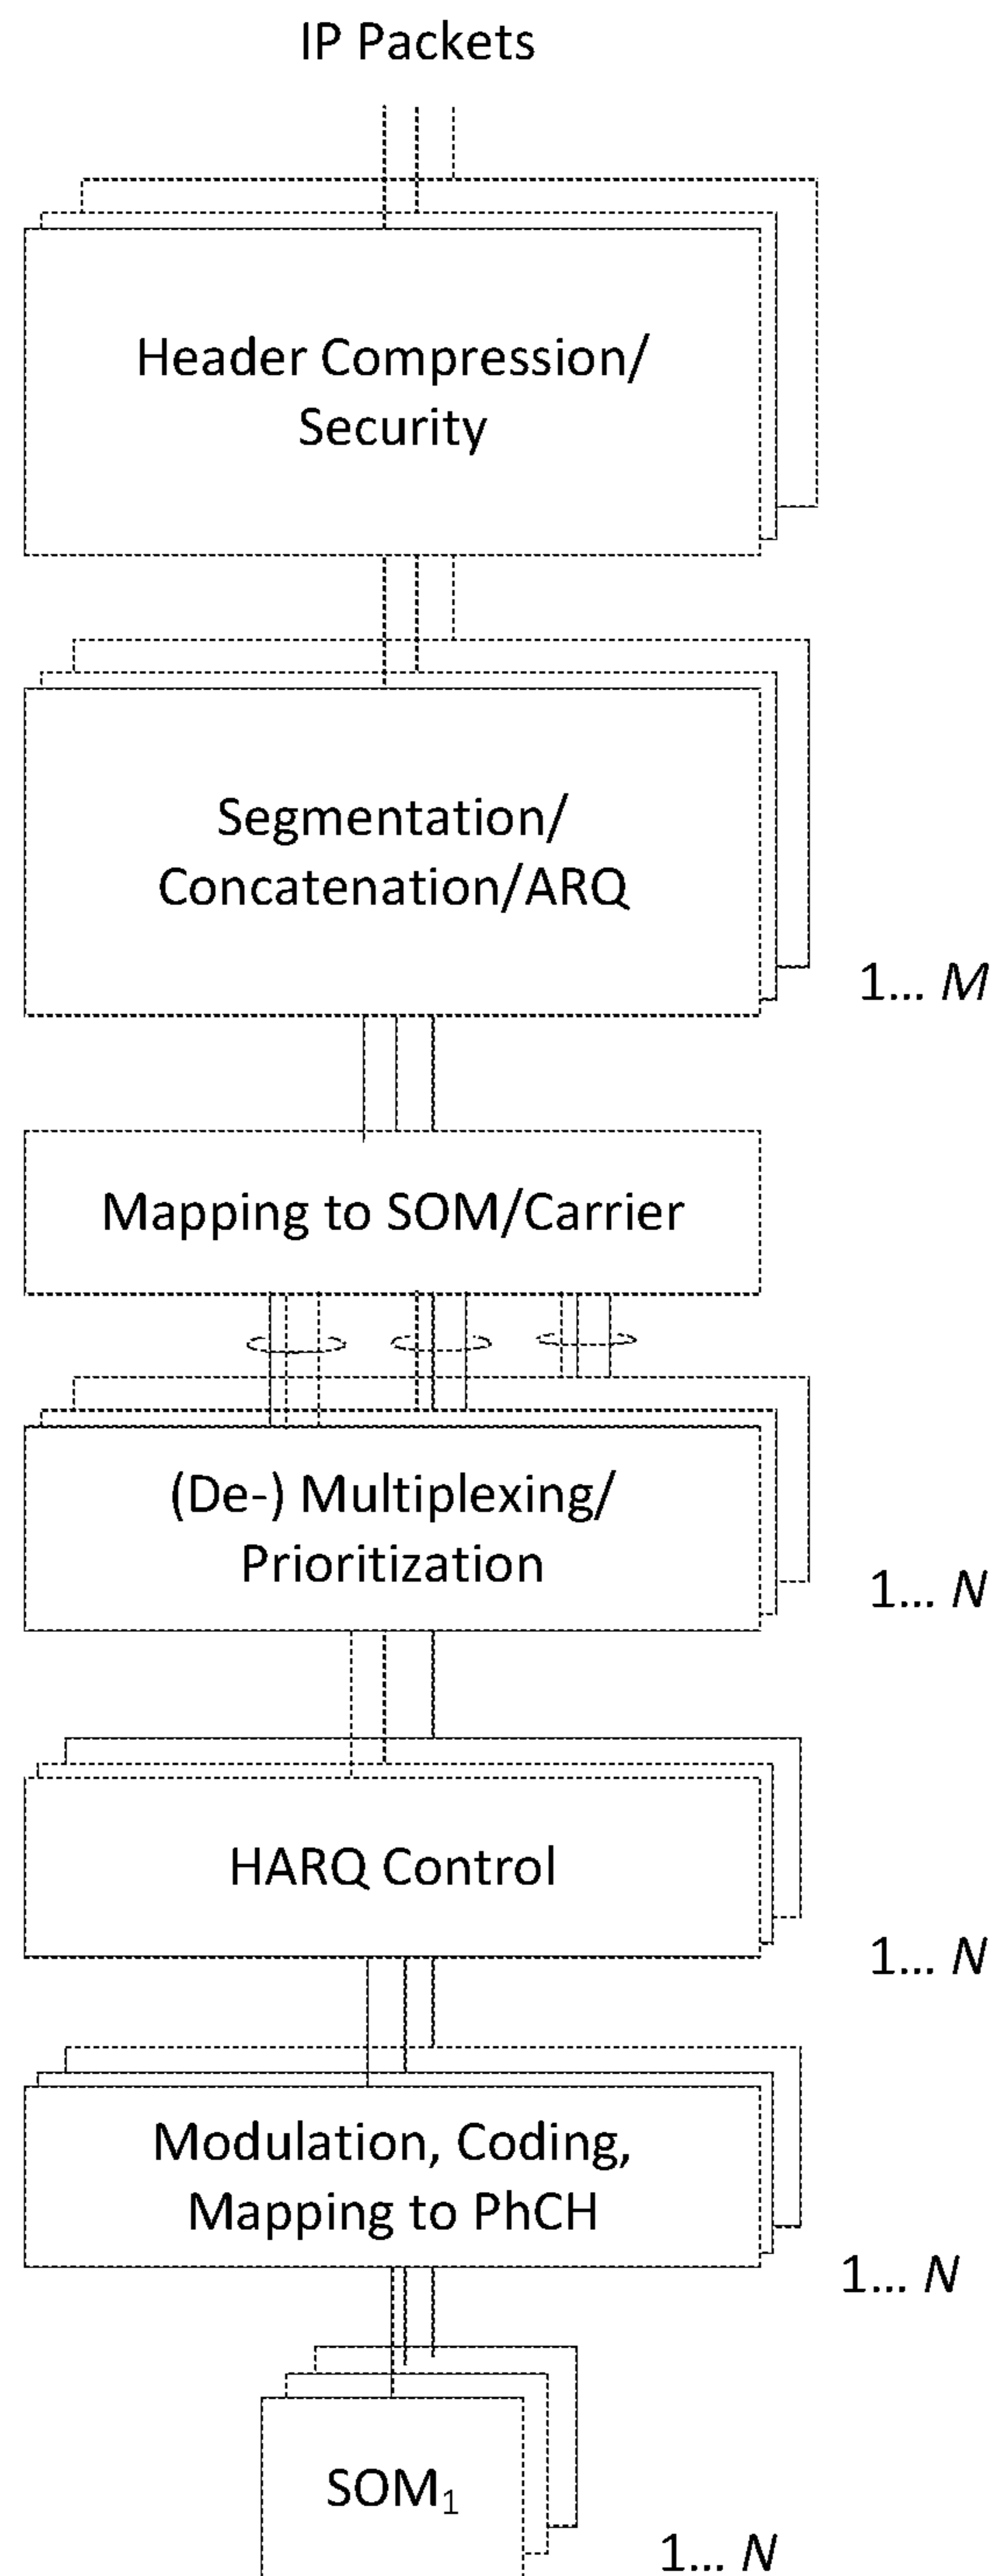 IP Packets
Header Compression/
Security
Segmentation/
Concatenation/ARQ
1... M
Mapping to SOM/Carrier
(De-) Multiplexing/
Prioritization
1... N
HARQ Control
1... N
Modulation, Coding,
Mapping to PhCH
1... N
SOM₁
1... N